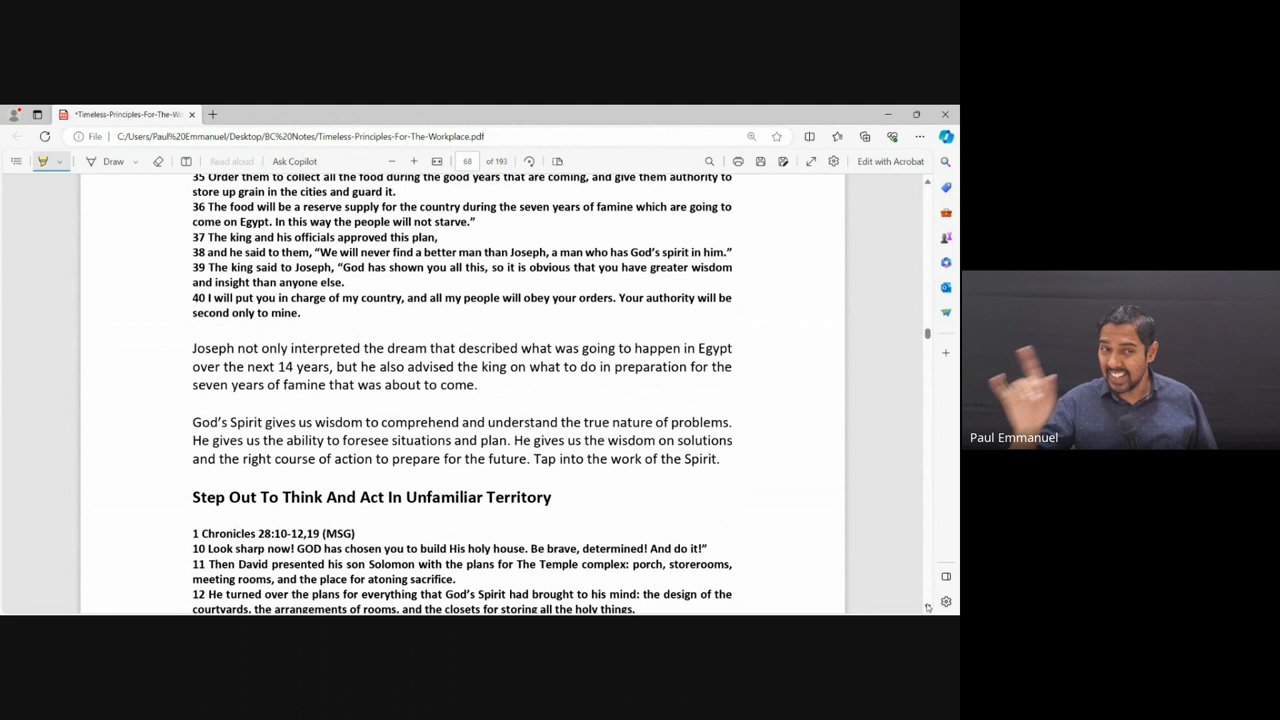 *Timeless-Principles-For-The-Wo
File
C:/Users/Paul%20Emmanuel/Desktop/BC%20Notes/Timeless-Principles-For-The-Workplace.pdf
Draw
Read aloud
Ask Copilot
68
of 193
Edit with Acrobat
35 Order them to collect all the food during the good years that are coming, and give them authority to
store up grain in the cities and guard it.
36 The food will be a reserve supply for the country during the seven years of famine which are going to
come on Egypt. In this way the people will not starve.”
37 The king and his officials approved this plan,
38 and he said to them, “We will never find a better man than Joseph, a man who has God’s spirit in him.”
39 The king said to Joseph, “God has shown you all this, so it is obvious that you have greater wisdom
and insight than anyone else.
40 I will put you in charge of my country, and all my people will obey your orders. Your authority will be
second only to mine.
Joseph not only interpreted the dream that described what was going to happen in Egypt
over the next 14 years, but he also advised the king on what to do in preparation for the
seven years of famine that was about to come.
God’s Spirit gives us wisdom to comprehend and understand the true nature of problems.
He gives us the ability to foresee situations and plan. He gives us the wisdom on solutions
and the right course of action to prepare for the future. Tap into the work of the Spirit.
Step Out To Think And Act In Unfamiliar Territory
1 Chronicles 28:10-12,19 (MSG)
10 Look sharp now! GOD has chosen you to build His holy house. Be brave, determined! And do it!”
11 Then David presented his son Solomon with the plans for The Temple complex: porch, storerooms,
meeting rooms, and the place for atoning sacrifice.
12 He turned over the plans for everything that God’s Spirit had brought to his mind: the design of the
courtyards, the arrangements of rooms, and the closets for storing all the holy things.
Paul Emmanuel